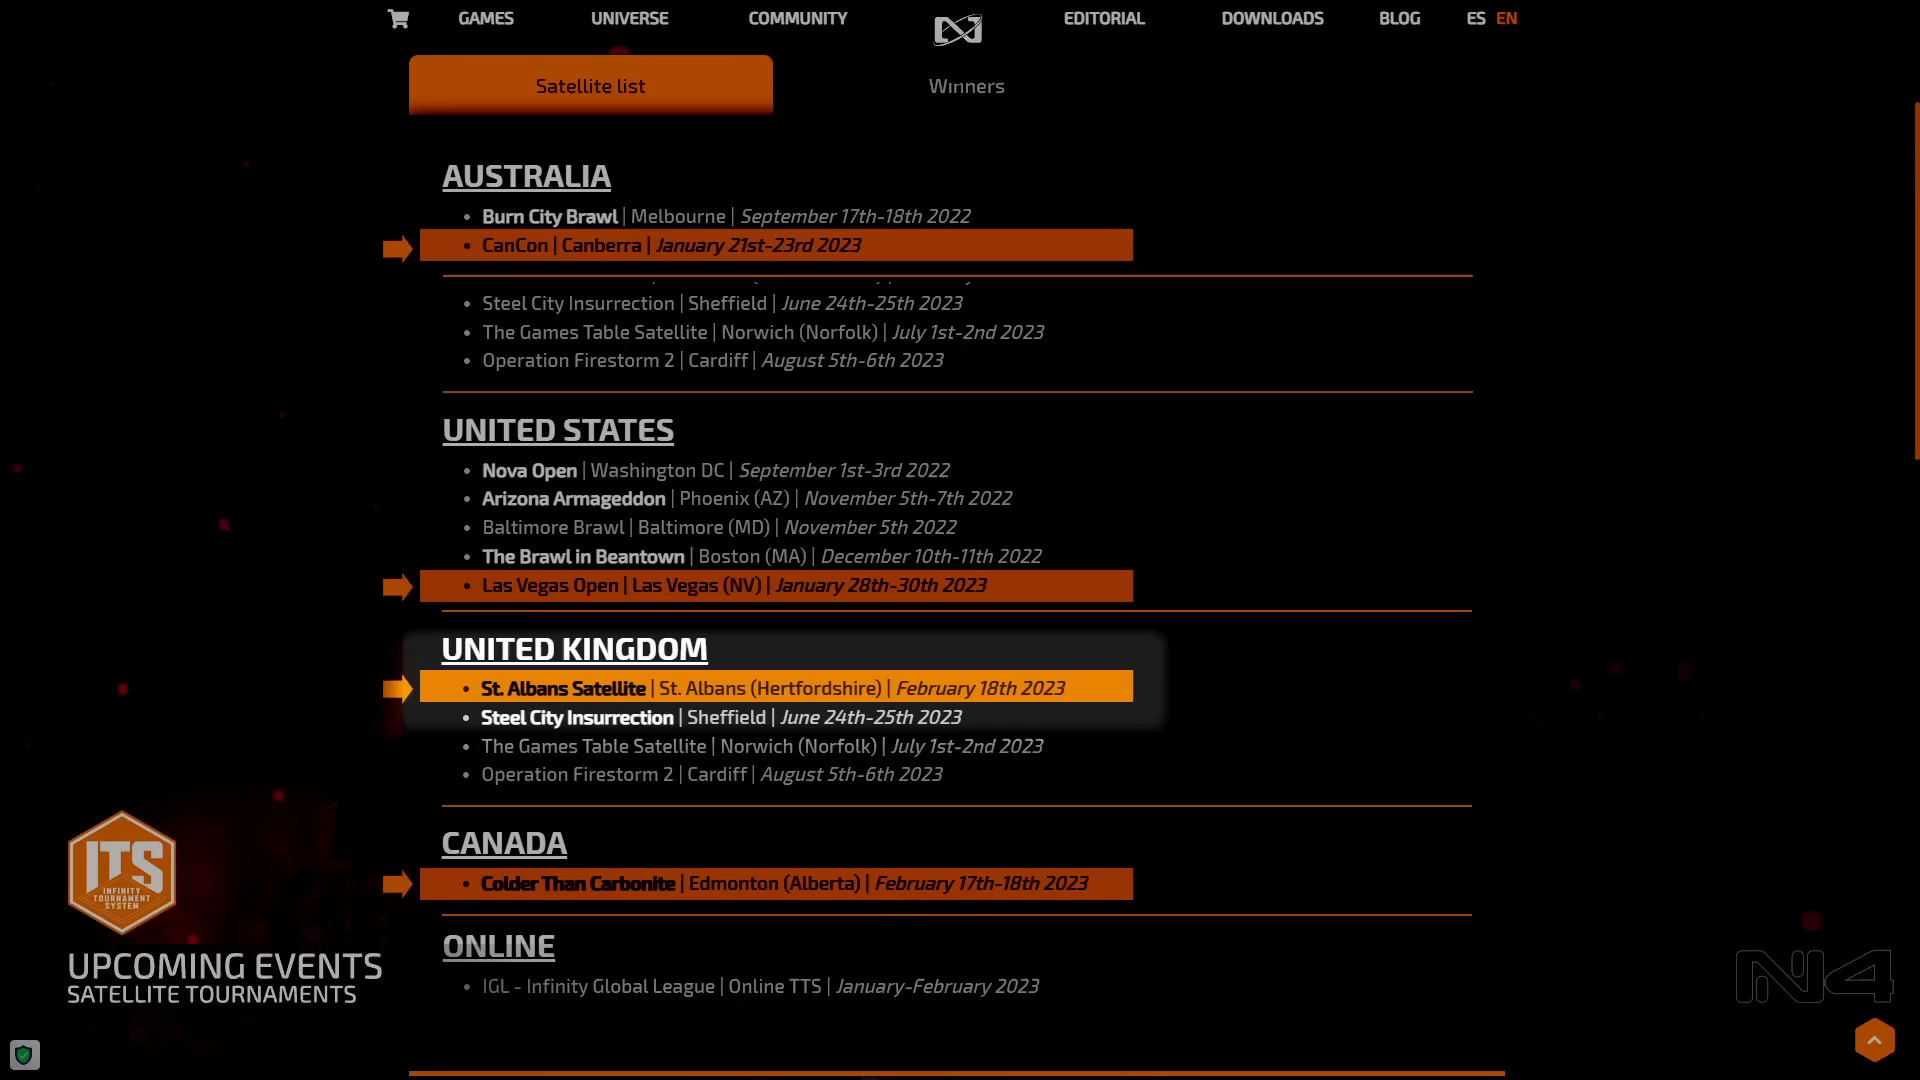 GAMES UNIVERSE COMMUNITY EDITORIAL DOWNLOADS BLOG ES EN
Satellite list Winners
AUSTRALIA
• Burn City Brawl | Melbourne | September 17th-18th 2022
• CanCon | Canberra | January 21st-23rd 2023
• Steel City Insurrection | Sheffield | June 24th-25th 2023
• The Games Table Satellite | Norwich (Norfolk) | July 1st-2nd 2023
• Operation Firestorm 2 | Cardiff | August 5th-6th 2023
UNITED STATES
• Nova Open | Washington DC | September 1st-3rd 2022
• Arizona Armageddon | Phoenix (AZ) | November 5th-7th 2022
• Baltimore Brawl | Baltimore (MD) | November 5th 2022
• The Brawl in Beantown | Boston (MA) | December 10th-11th 2022
• Las Vegas Open | Las Vegas (NV) | January 28th-30th 2023
UNITED KINGDOM
• St. Albans Satellite | St. Albans (Hertfordshire) | February 18th 2023
• Steel City Insurrection | Sheffield | June 24th-25th 2023
• The Games Table Satellite | Norwich (Norfolk) | July 1st-2nd 2023
• Operation Firestorm 2 | Cardiff | August 5th-6th 2023
CANADA
• Colder Than Carbonite | Edmonton (Alberta) | February 17th-18th 2023
ONLINE
• IGL - Infinity Global League | Online TTS | January-February 2023
ITS
INFINITY
TOURNAMENT
SYSTEM
UPCOMING EVENTS
SATELLITE TOURNAMENTS
N4